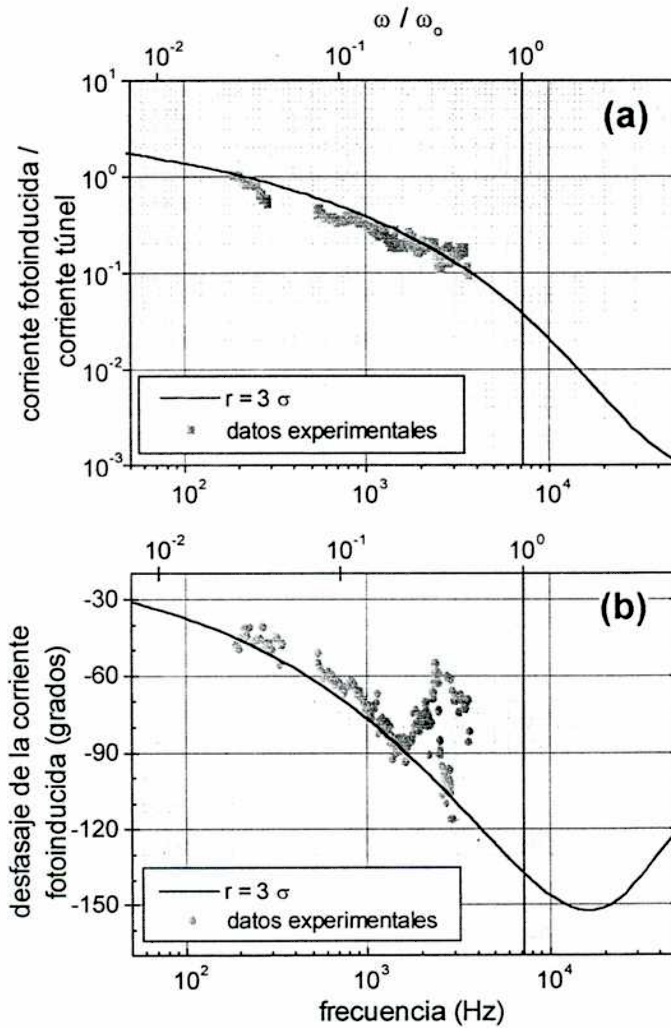 ω / ω₀
10⁻² 10⁻¹ 10⁰
(a)
corriente fotoinducida /
corriente túnel
10¹
10⁰
10⁻¹
10⁻²
10⁻³
r = 3 σ
datos experimentales
10² 10³ 10⁴
10⁻² 10⁻¹ 10⁰
(b)
desfasaje de la corriente
fotoinducida (grados)
-30
-60
-90
-120
-150
r = 3 σ
datos experimentales
10² 10³ 10⁴
frecuencia (Hz)